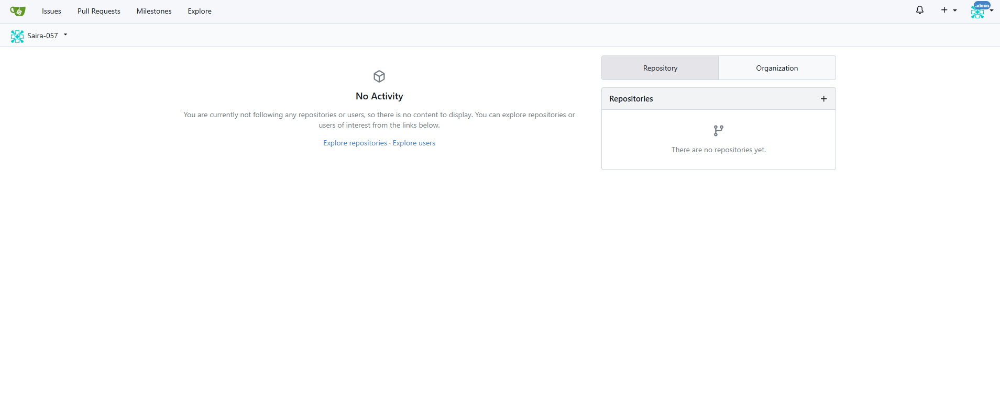 Issues Pull Requests Milestones Explore admin
Saira-057
Repository Organization
No Activity
You are currently not following any repositories or users, so there is no content to display. You can explore repositories or
users of interest from the links below.
Explore repositories · Explore users
Repositories
There are no repositories yet.